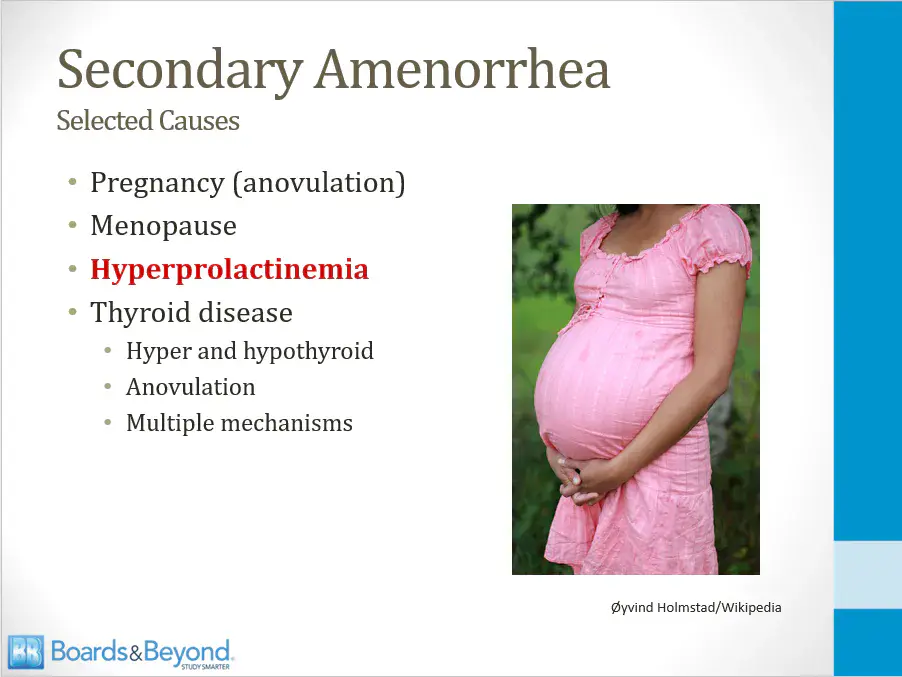 Secondary Amenorrhea
Selected Causes
• Pregnancy (anovulation)
• Menopause
• Hyperprolactinemia
• Thyroid disease
• Hyper and hypothyroid
• Anovulation
• Multiple mechanisms
Øyvind Holmstad/Wikipedia
BB Boards&Beyond.
STUDY SMARTER